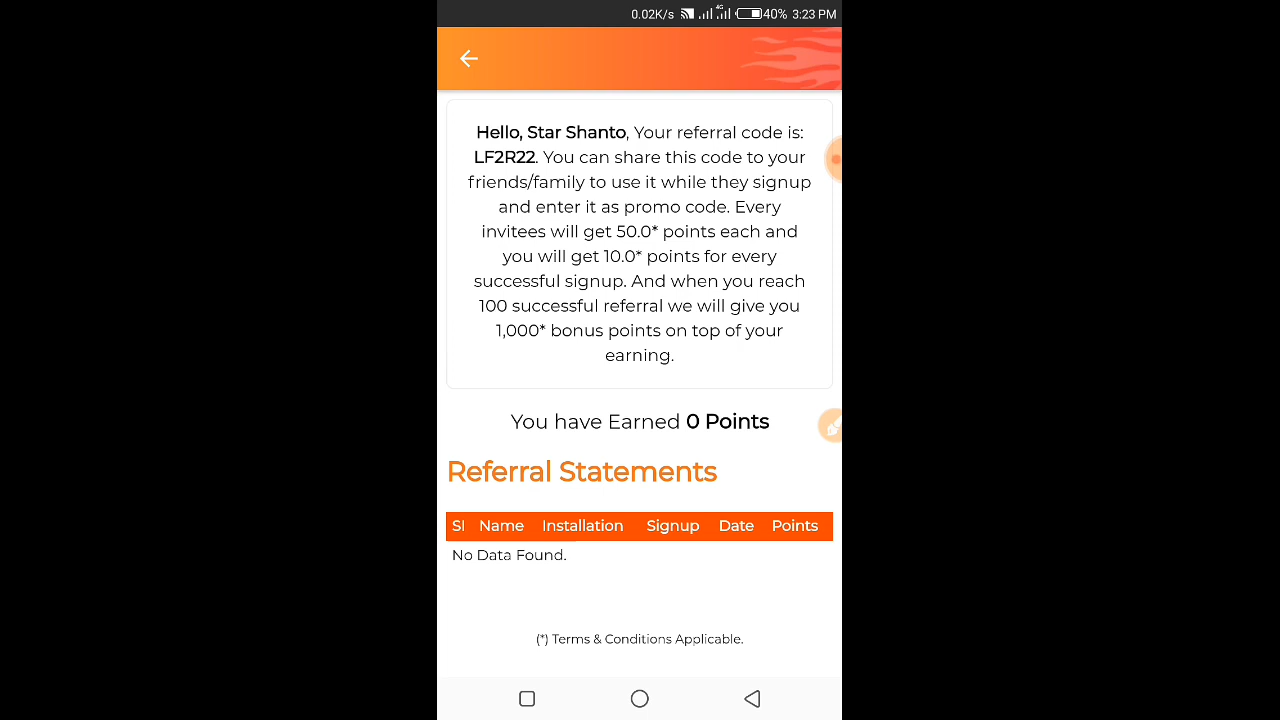 0.02K/s 4G 40% 3:23 PM
Hello, Star Shanto, Your referral code is:
LF2R22. You can share this code to your
friends/family to use it while they signup
and enter it as promo code. Every
invitees will get 50.0* points each and
you will get 10.0* points for every
successful signup. And when you reach
100 successful referral we will give you
1,000* bonus points on top of your
earning.
You have Earned 0 Points
Referral Statements
Sl Name Installation Signup Date Points
No Data Found.
(*) Terms & Conditions Applicable.